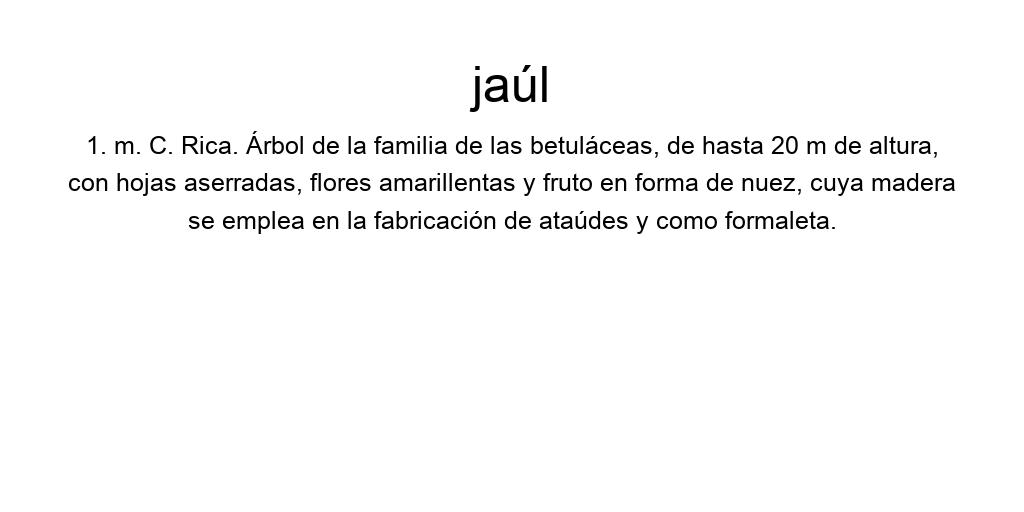 jaúl
1. m. C. Rica. Árbol de la familia de las betuláceas, de hasta 20 m de altura,
con hojas aserradas, flores amarillentas y fruto en forma de nuez, cuya madera
se emplea en la fabricación de ataúdes y como formaleta.